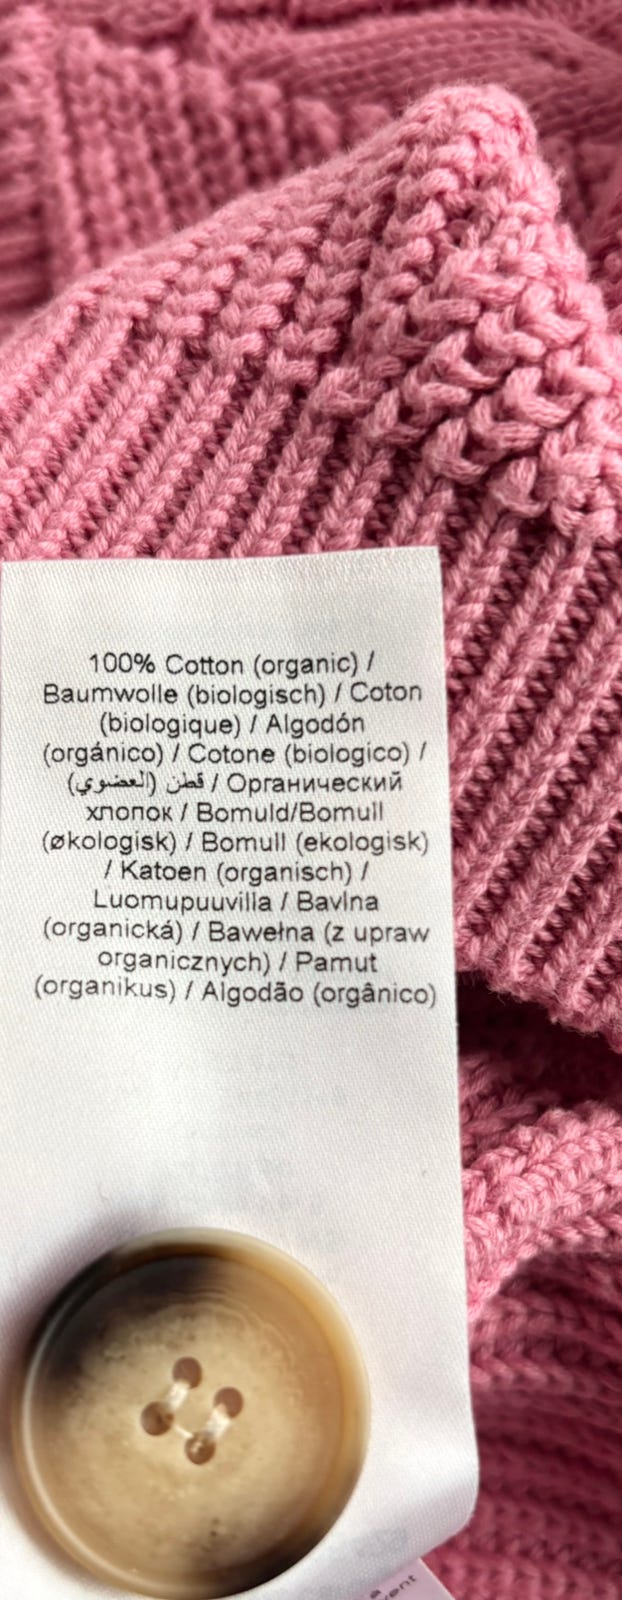 100% Cotton (organic) /
Baumwolle (biologisch) / Coton
(biologique) / Algodón
(orgánico) / Cotone (biologico) /
قطن (العضوي) / Органический
хлопок / Bomuld/Bomull
(økologisk) / Bomull (ekologisk)
/ Katoen (organisch) /
Luomupuuvilla / Bavlna
(organická) / Bawełna (z upraw
organicznych) / Pamut
(organikus) / Algodão (orgânico)